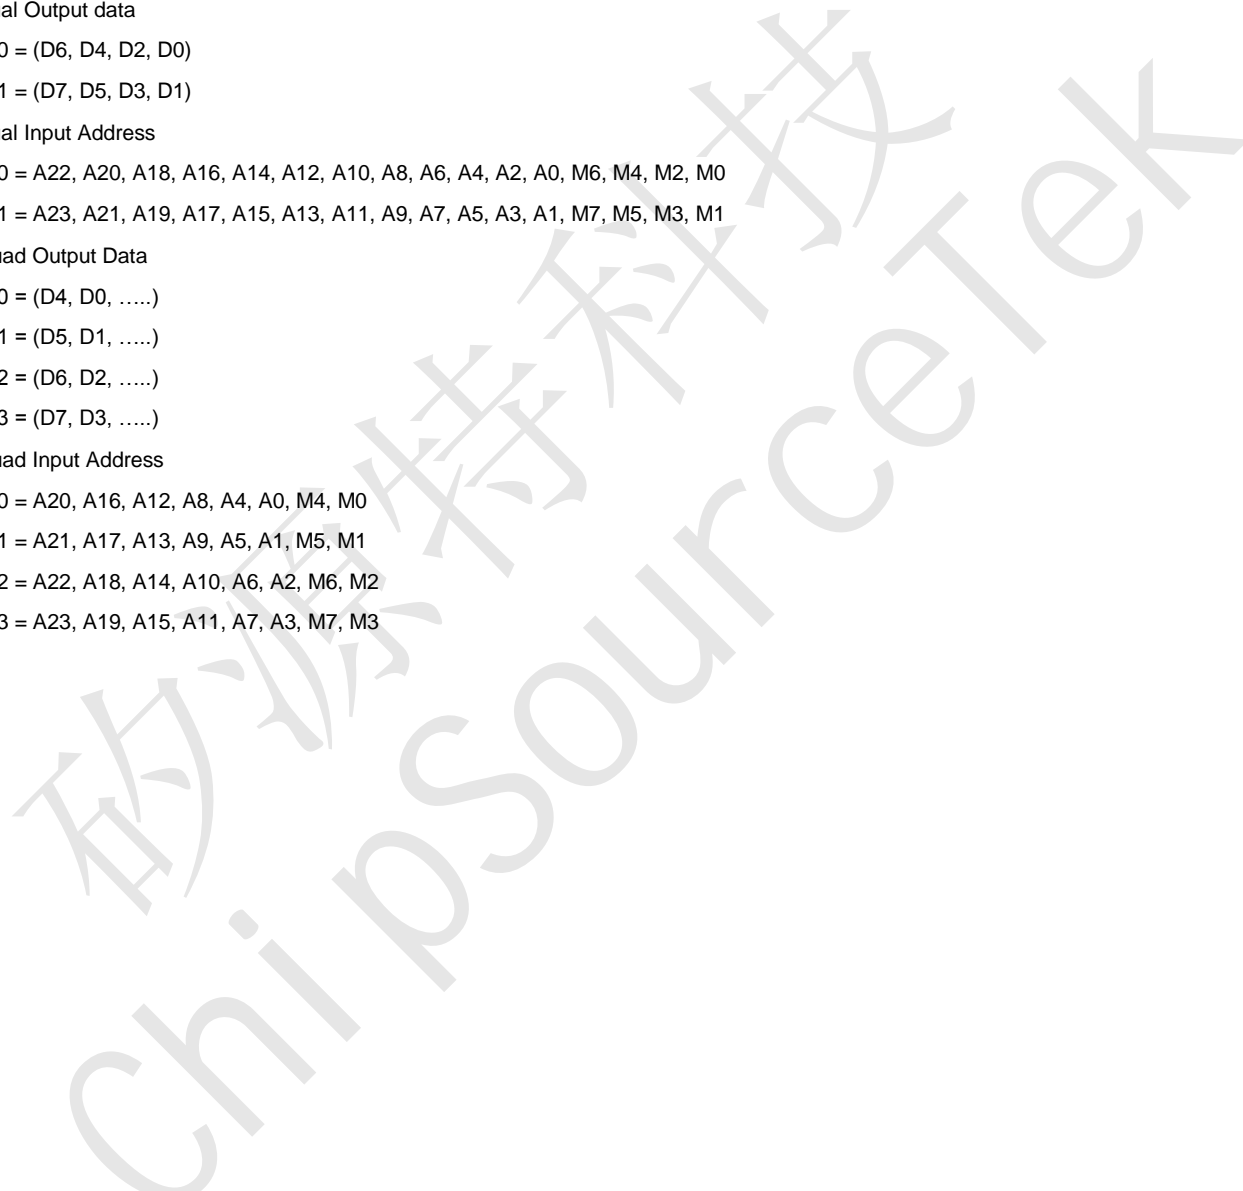 al Output data
0 = (D6, D4, D2, D0)
1 = (D7, D5, D3, D1)
al Input Address
0 = A22, A20, A18, A16, A14, A12, A10, A8, A6, A4, A2, A0, M6, M4, M2, M0
1 = A23, A21, A19, A17, A15, A13, A11, A9, A7, A5, A3, A1, M7, M5, M3, M1
uad Output Data
0 = (D4, D0, …..)
1 = (D5, D1, …..)
2 = (D6, D2, …..)
3 = (D7, D3, …..)
uad Input Address
0 = A20, A16, A12, A8, A4, A0, M4, M0
1 = A21, A17, A13, A9, A5, A1, M5, M1
2 = A22, A18, A14, A10, A6, A2, M6, M2
3 = A23, A19, A15, A11, A7, A3, M7, M3
矽源特科技
ChipSourceTek